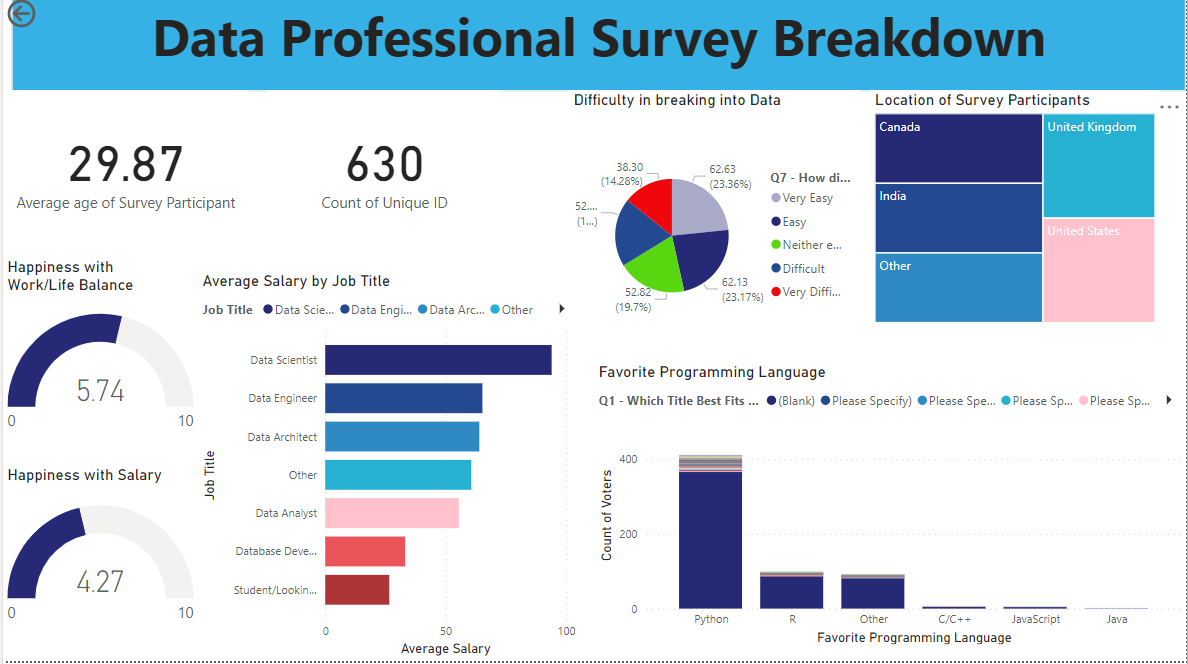 Data Professional Survey Breakdown
29.87
Average age of Survey Participant
630
Count of Unique ID
Difficulty in breaking into Data
38.30
(14.28%)
62.63
(23.36%)
52....
(1...)
52.82
(19.7%)
62.13
(23.17%)
Q7 - How di...
Very Easy
Easy
Neither e...
Difficult
Very Diffi...
Location of Survey Participants
Canada
United Kingdom
India
United States
Other
Happiness with
Work/Life Balance
5.74
0
10
Happiness with Salary
4.27
0
10
Average Salary by Job Title
Job Title
Data Scie...
Data Engi...
Data Arc...
Other
Job Title
Data Scientist
Data Engineer
Data Architect
Other
Data Analyst
Database Deve...
Student/Lookin...
0
50
100
Average Salary
Favorite Programming Language
Q1 - Which Title Best Fits ...
(Blank)
Please Specify)
Please Spe...
Please Sp...
Please Sp...
Count of Voters
400
200
0
Python
R
Other
C/C++
JavaScript
Java
Favorite Programming Language